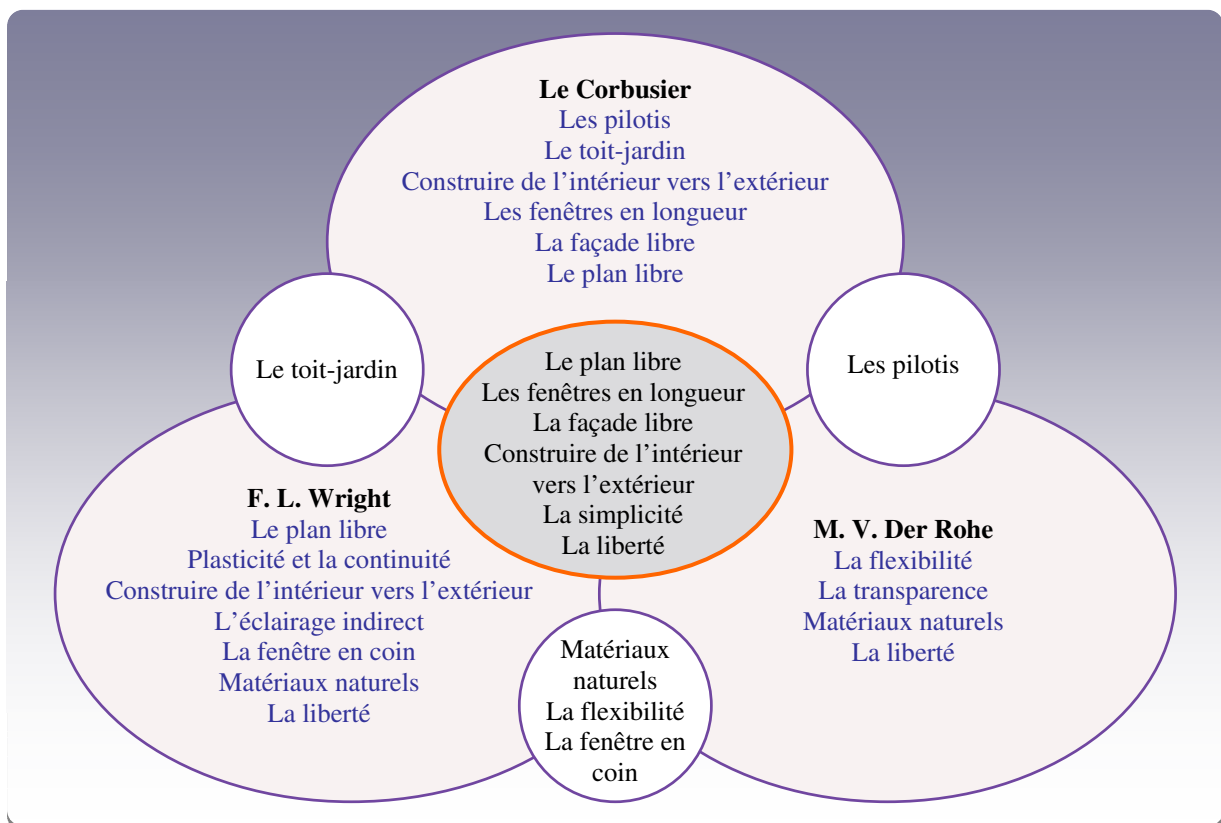 Le Corbusier
Les pilotis
Le toit-jardin
Construire de l’intérieur vers l’extérieur
Les fenêtres en longueur
La façade libre
Le plan libre
Le toit-jardin
Les pilotis
Le plan libre
Les fenêtres en longueur
La façade libre
Construire de l’intérieur
vers l’extérieur
La simplicité
La liberté
F. L. Wright
Le plan libre
Plasticité et la continuité
Construire de l’intérieur vers l’extérieur
L’éclairage indirect
La fenêtre en coin
Matériaux naturels
La liberté
M. V. Der Rohe
La flexibilité
La transparence
Matériaux naturels
La liberté
Matériaux
naturels
La flexibilité
La fenêtre en
coin